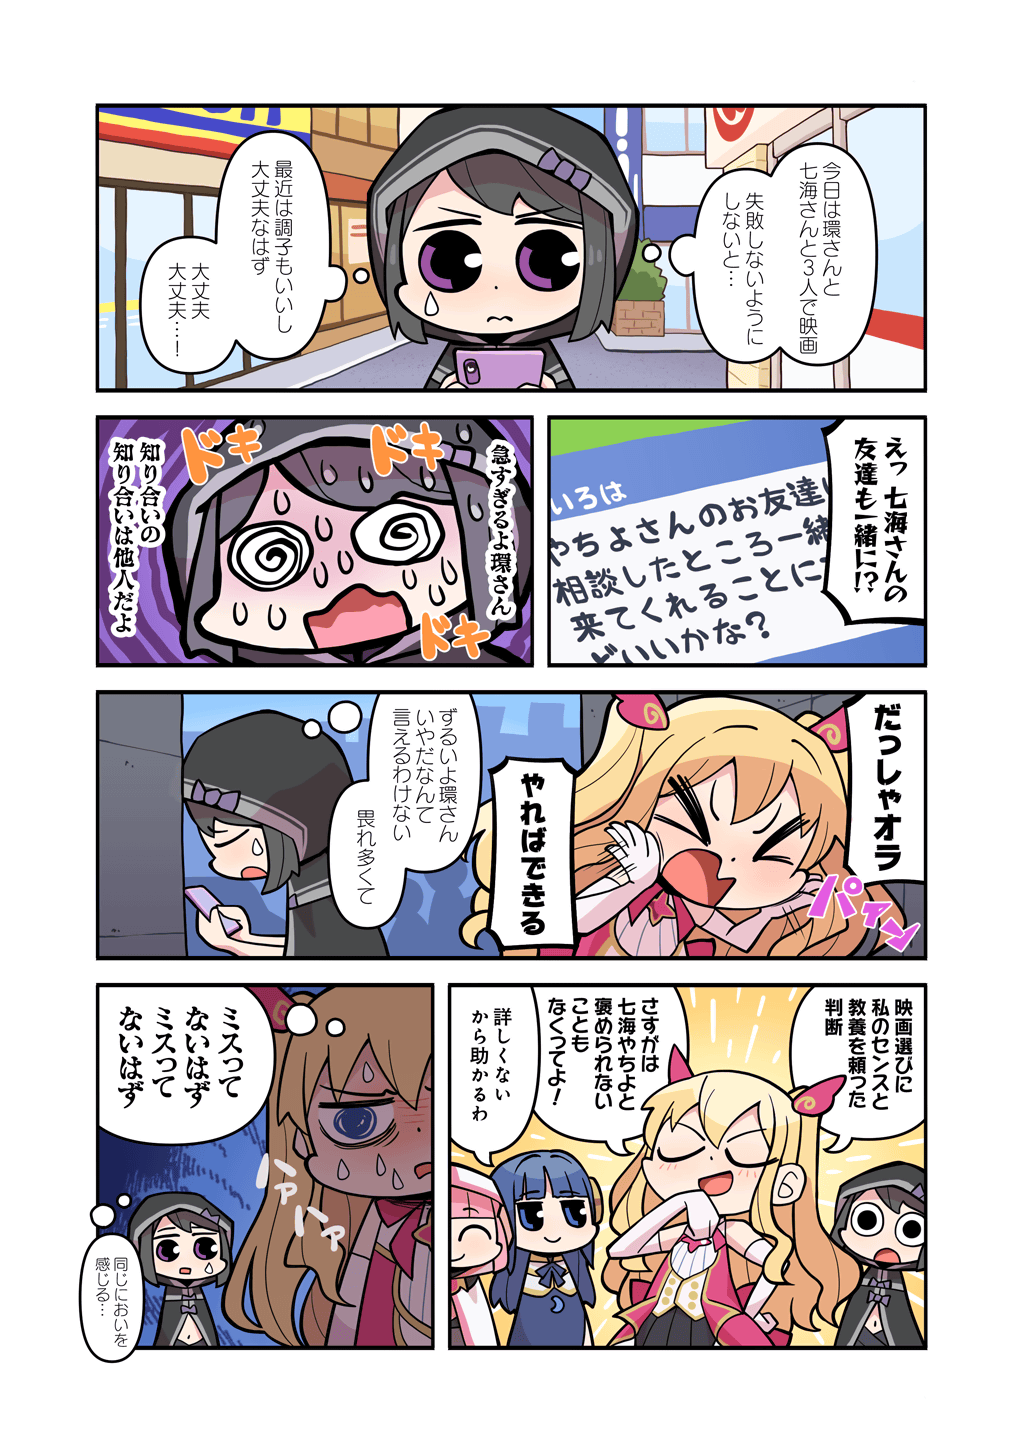 今日は環さんと
七海さんと3人で映画
失敗しないように
しないと…
最近は調子もいいし
大丈夫なはず
大丈夫
大丈夫…!
えっ 七海さんの
友達も一緒に!?
いろは
やちよさんのお友達
相談したところ一緒
来てくれることに
どういいかな?
急すぎるよ環さん
ドキ
ドキ
ドキ
知り合いの
知り合いは他人だよ
だっしゃオラ
パァン
やればできる
ずるいよ環さん
いやだなんて
言えるわけない
畏れ多くて
映画選びに
私のセンスと
教養を頼った
判断
さすがは
七海やちよと
褒められない
ことも
なくってよ!
詳しくない
から助かるわ
ミスって
ないはず
ミスって
ないはず
ハァ
ハァ
同じにおいを
感じる…